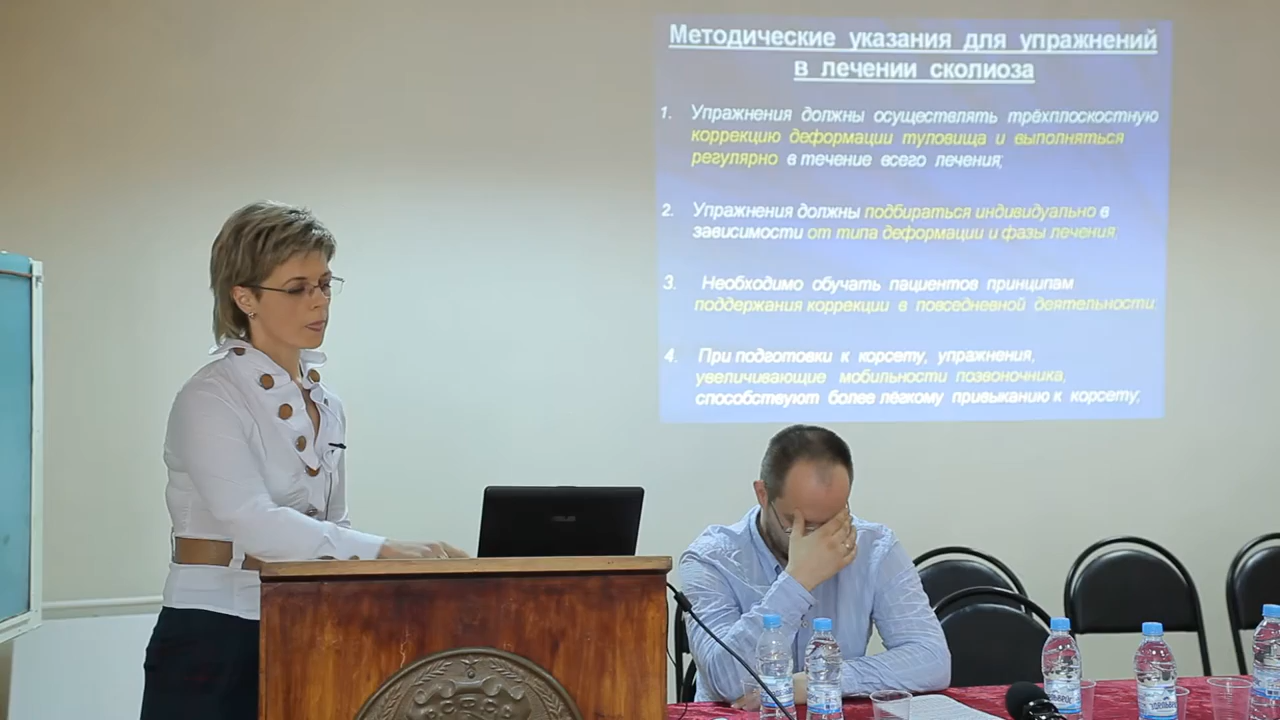 Методические указания для упражнений
в лечении сколиоза
1. Упражнения должны осуществлять трёхплоскостную
коррекцию деформации туловища и выполняться
регулярно в течение всего лечения;
2. Упражнения должны подбираться индивидуально в
зависимости от типа деформации и фазы лечения;
3. Необходимо обучать пациентов принципам
поддержания коррекции в повседневной деятельности;
4. При подготовки к корсету, упражнения,
увеличивающие мобильности позвоночника,
способствуют более лёгкому привыканию к корсету;
ASUS